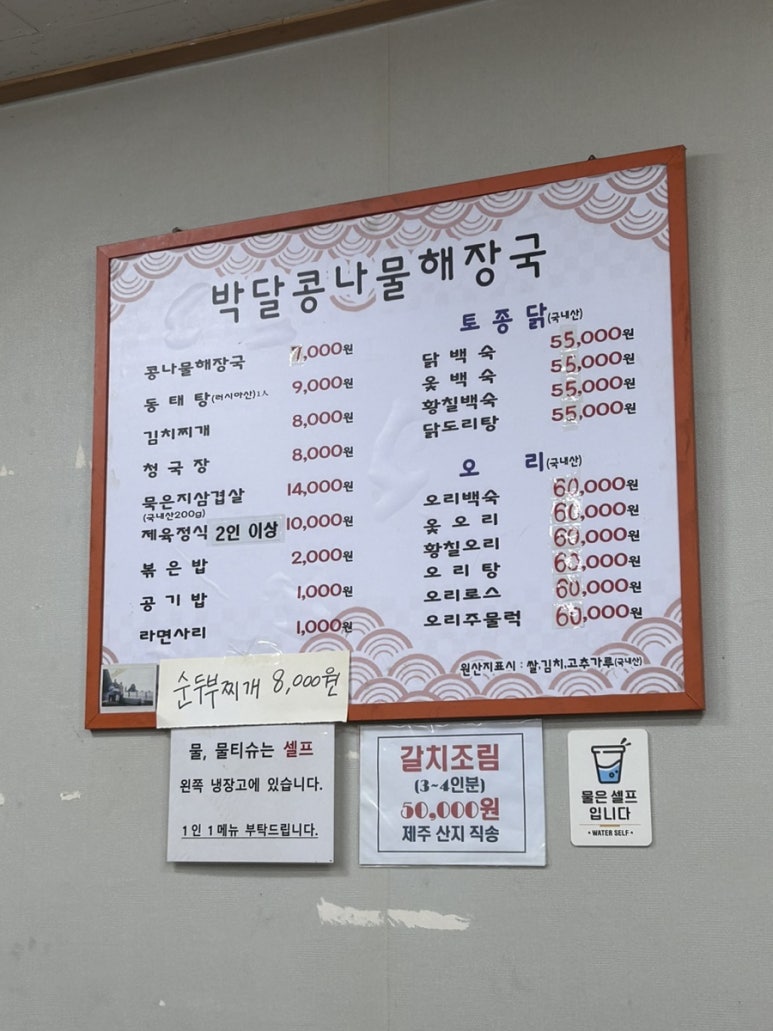 박달콩나물해장국
콩나물해장국 7,000원
동태탕(러시아산)1人 9,000원
김치찌개 8,000원
청국장 8,000원
묵은지삼겹살 14,000원
(국내산200g)
제육정식 2인 이상 10,000원
볶은밥 2,000원
공기밥 1,000원
라면사리 1,000원
토종닭(국내산)
닭백숙 55,000원
옻백숙 55,000원
황칠백숙 55,000원
닭도리탕 55,000원
오리(국내산)
오리백숙 60,000원
옻오리 60,000원
황칠오리 60,000원
오리탕 60,000원
오리로스 60,000원
오리주물럭 60,000원
원산지표시 : 쌀,김치,고추가루(국내산)
순두부찌개 8,000원
물, 물티슈는 셀프
왼쪽 냉장고에 있습니다.
1인 1메뉴 부탁드립니다.
갈치조림
(3~4인분)
50,000원
제주 산지 직송
물은 셀프
입니다
• WATER SELF •